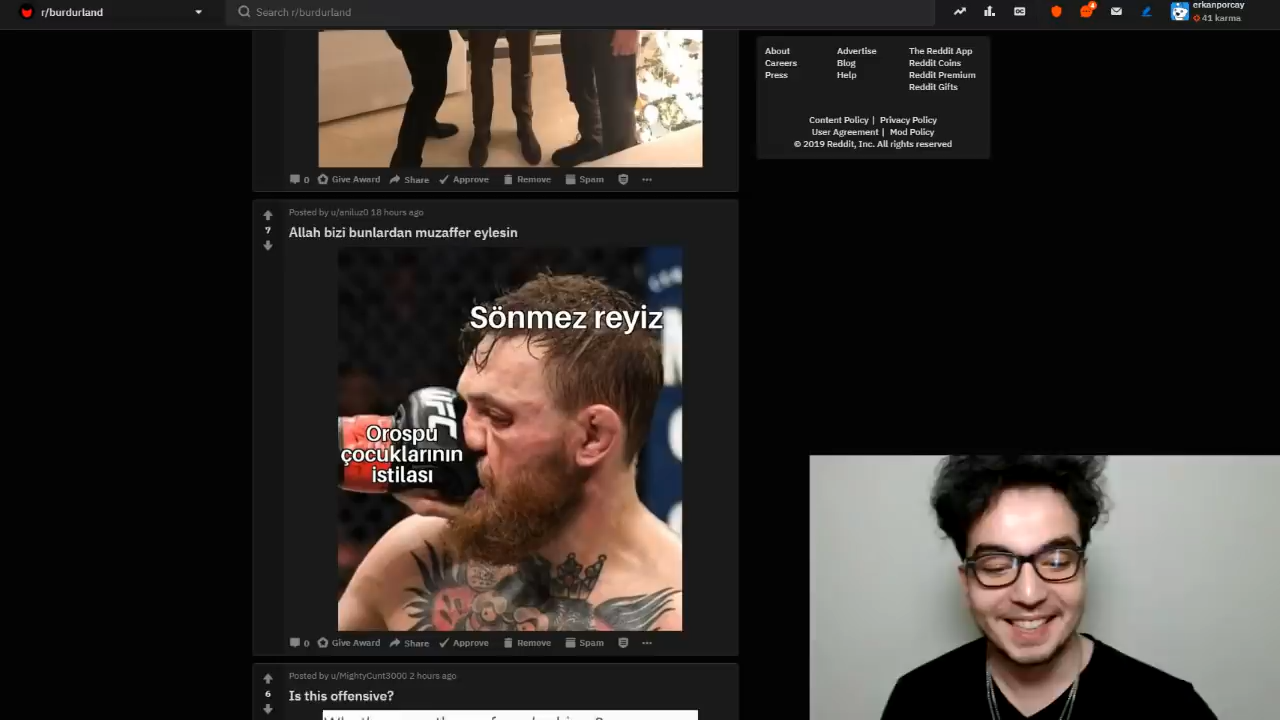 r/burdurland
Search r/burdurland
erkanporcay
41 karma
4
About
Advertise
The Reddit App
Careers
Blog
Reddit Coins
Press
Help
Reddit Premium
Reddit Gifts
Content Policy | Privacy Policy
User Agreement | Mod Policy
© 2019 Reddit, Inc. All rights reserved
0 Give Award Share Approve Remove Spam
Posted by u/aniluz0 18 hours ago
7
Allah bizi bunlardan muzaffer eylesin
Sönmez reyiz
UFC
Orospu
çocuklarının
istilası
0 Give Award Share Approve Remove Spam
Posted by u/MightyCunt3000 2 hours ago
6
Is this offensive?